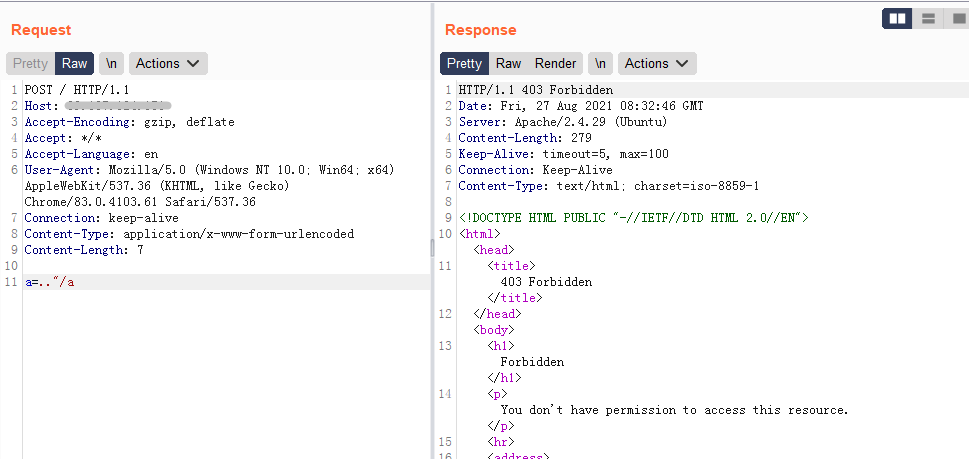 Request
Pretty Raw \n Actions
1 POST / HTTP/1.1
2 Host:
3 Accept-Encoding: gzip, deflate
4 Accept: */*
5 Accept-Language: en
6 User-Agent: Mozilla/5.0 (Windows NT 10.0; Win64; x64)
AppleWebKit/537.36 (KHTML, like Gecko)
Chrome/83.0.4103.61 Safari/537.36
7 Connection: keep-alive
8 Content-Type: application/x-www-form-urlencoded
9 Content-Length: 7
10
11 a=.."/a
Response
Pretty Raw Render \n Actions
1 HTTP/1.1 403 Forbidden
2 Date: Fri, 27 Aug 2021 08:32:46 GMT
3 Server: Apache/2.4.29 (Ubuntu)
4 Content-Length: 279
5 Keep-Alive: timeout=5, max=100
6 Connection: Keep-Alive
7 Content-Type: text/html; charset=iso-8859-1
8
9 <!DOCTYPE HTML PUBLIC "-//IETF//DTD HTML 2.0//EN">
10 <html>
<head>
11 <title>
403 Forbidden
</title>
12 </head>
<body>
13 <h1>
Forbidden
</h1>
14 <p>
You don't have permission to access this resource.
</p>
15 <hr>
16 <address>